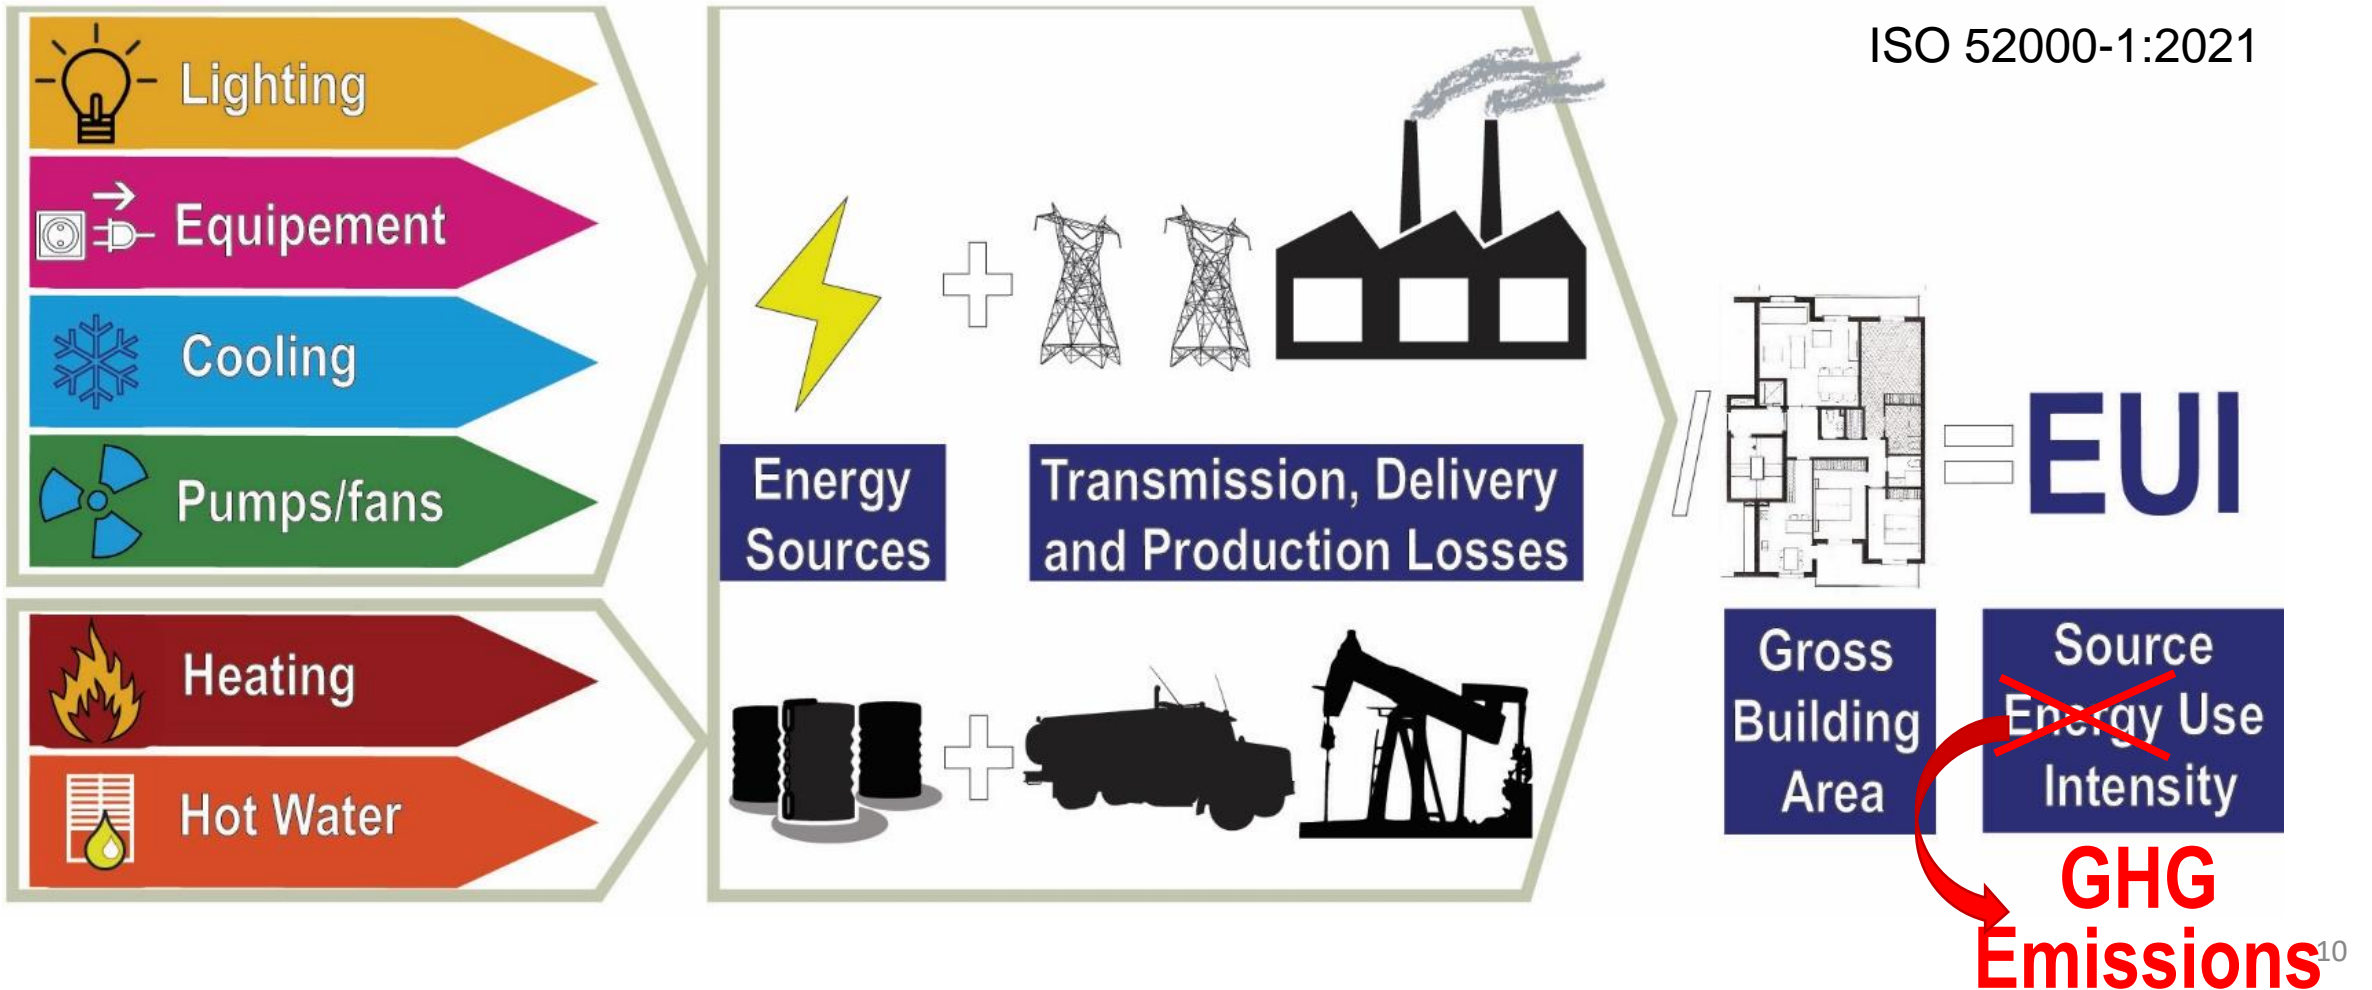 ISO 52000-1:2021
Lighting
Equipement
Cooling
Pumps/fans
Heating
Hot Water
Energy
Sources
Transmission, Delivery
and Production Losses
EUI
Gross
Building
Area
Source
Energy Use
Intensity
GHG
Emissions
10